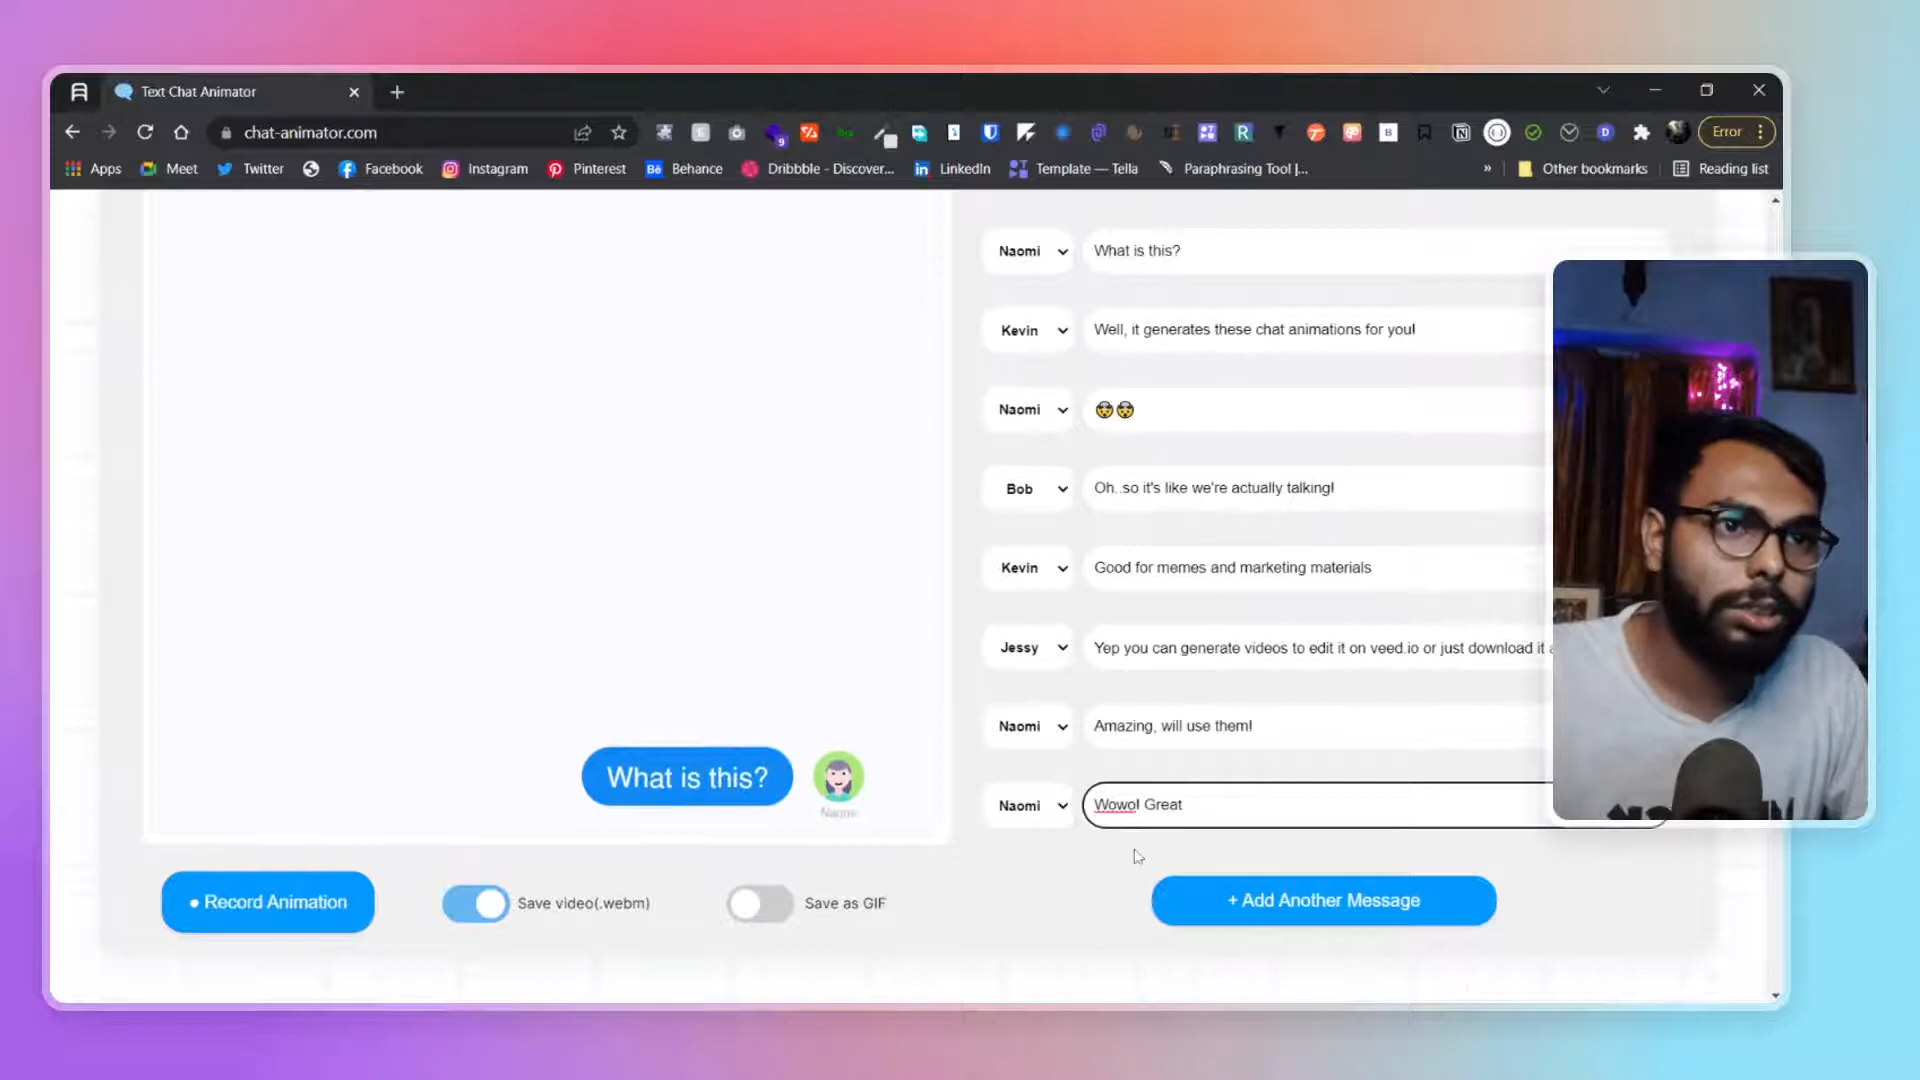 Text Chat Animator
chat-animator.com
9
Error
Apps
Meet
Twitter
Facebook
Instagram
Pinterest
Behance
Dribbble - Discover...
LinkedIn
Template — Tella
Paraphrasing Tool |...
»
Other bookmarks
Reading list
Naomi
What is this?
Kevin
Well, it generates these chat animations for you!
Naomi
🤯🤯
Bob
Oh..so it's like we're actually talking!
Kevin
Good for memes and marketing materials
Jessy
Yep you can generate videos to edit it on veed.io or just download it
Naomi
Amazing, will use them!
Naomi
Wowo! Great
What is this?
Naomi
● Record Animation
Save video(.webm)
Save as GIF
+ Add Another Message